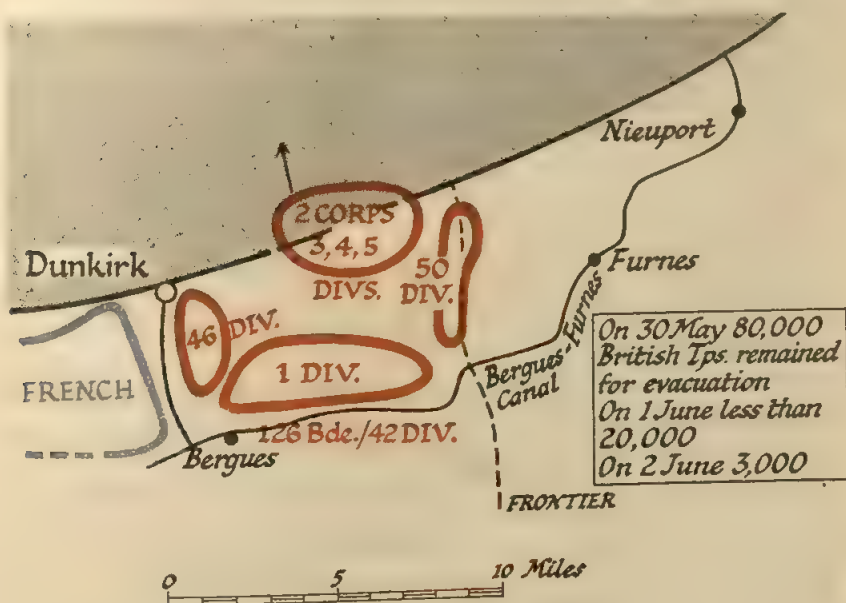 Nieuport
2 CORPS
3, 4, 5
DIVS.
Dunkirk
50
DIV.
Furnes
46 DIV.
FRENCH
1 DIV.
Bergues-Furnes
Canal
126 Bde./42 DIV.
Bergues
On 30 May 80,000
British Tps. remained
for evacuation
On 1 June less than
20,000
On 2 June 3,000
FRONTIER
0 5 10 Miles